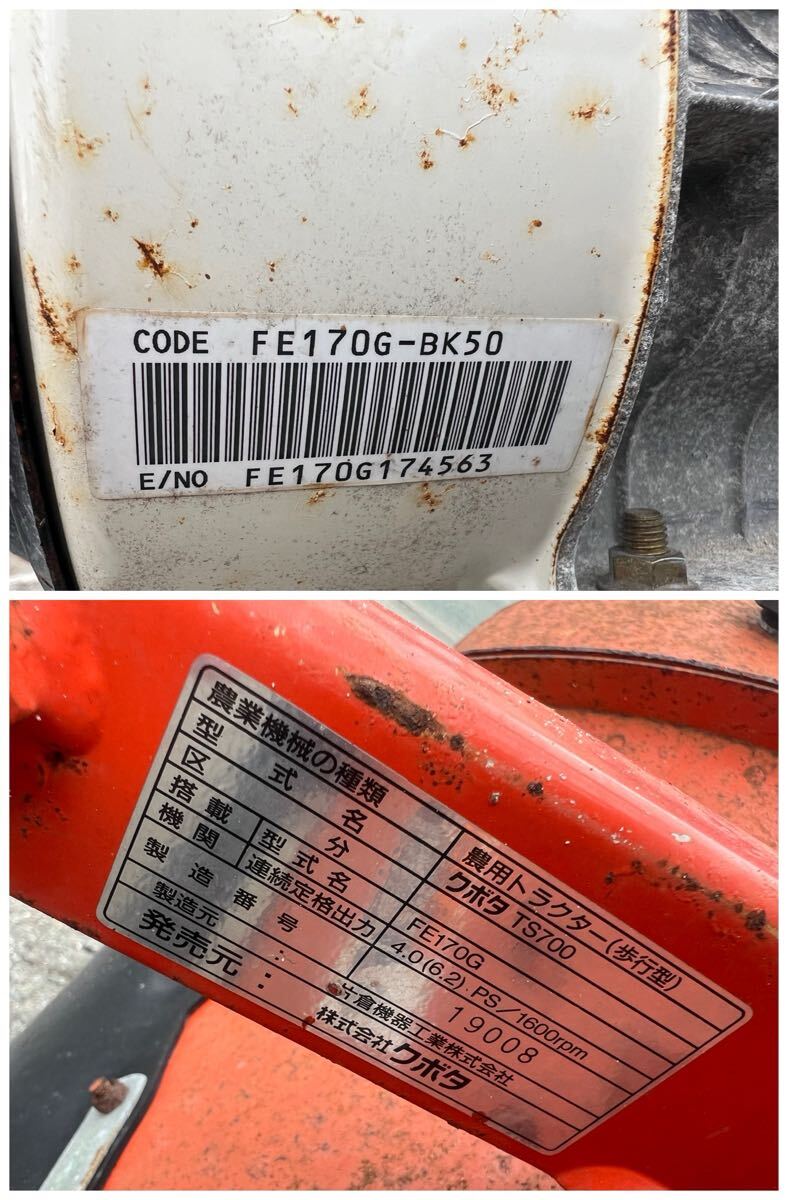 CODE FE170G-BK50
E/NO FE170G174563
農業機械の種類 農用トラクター(歩行型)
型式名 クボタ TS700
区分
搭載機関 型式名 FE170G
連続定格出力 4.0(6.2) PS/1600rpm
製造番号 19008
製造元: 片倉機器工業株式会社
発売元: 株式会社クボタ